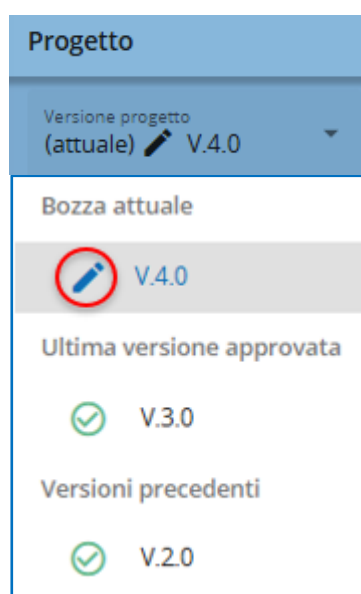 Progetto
Versione progetto
(attuale) V.4.0
Bozza attuale
V.4.0
Ultima versione approvata
V.3.0
Versioni precedenti
V.2.0